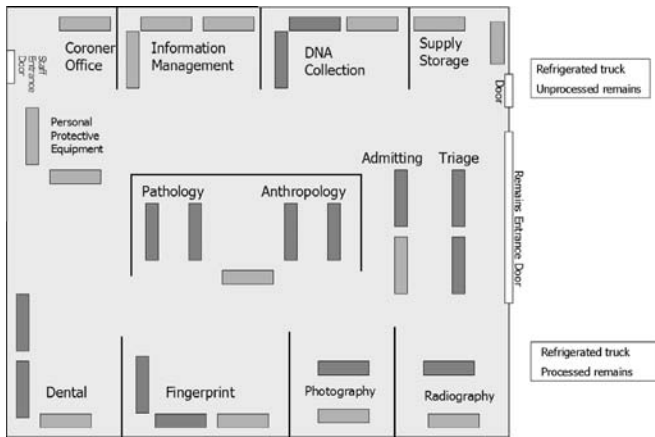 Coroner
Office
Information
Management
DNA
Collection
Supply
Storage
Staff
Entrance
Door
Door
Refrigerated truck
Unprocessed remains
Personal
Protective
Equipment
Admitting
Triage
Pathology
Anthropology
Remains Entrance Door
Refrigerated truck
Processed remains
Dental
Fingerprint
Photography
Radiography